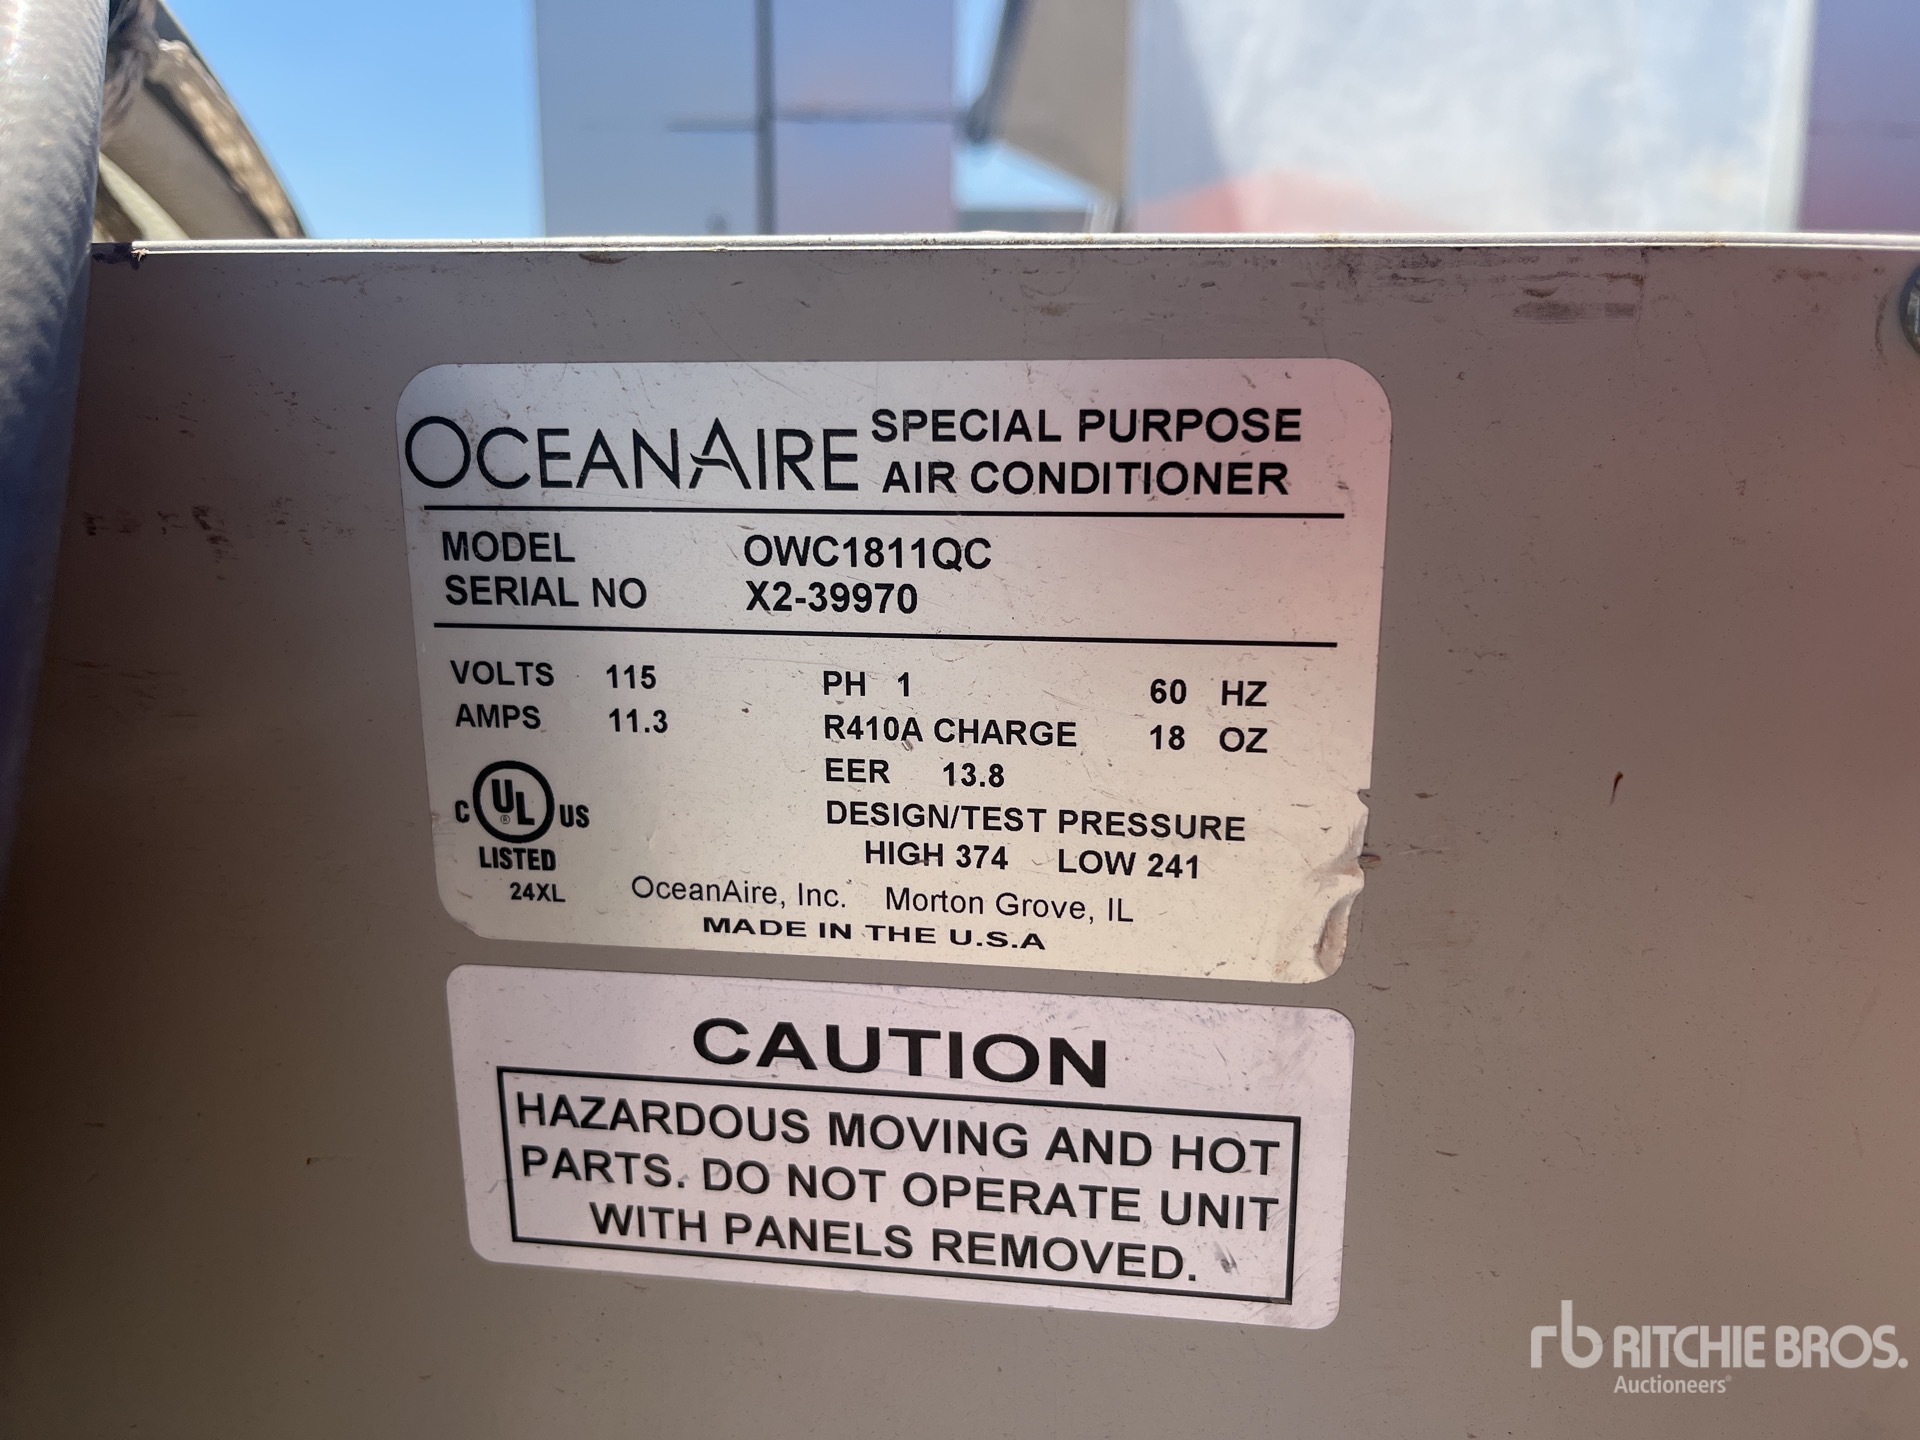 OCEANAIRE SPECIAL PURPOSE AIR CONDITIONER
MODEL OWC1811QC
SERIAL NO X2-39970
VOLTS 115 PH 1 60 HZ
AMPS 11.3 R410A CHARGE 18 OZ
EER 13.8
C UL ® US DESIGN/TEST PRESSURE
LISTED HIGH 374 LOW 241
24XL OceanAire, Inc. Morton Grove, IL
MADE IN THE U.S.A
CAUTION
HAZARDOUS MOVING AND HOT
PARTS. DO NOT OPERATE UNIT
WITH PANELS REMOVED.
rb RITCHIE BROS.
Auctioneers®